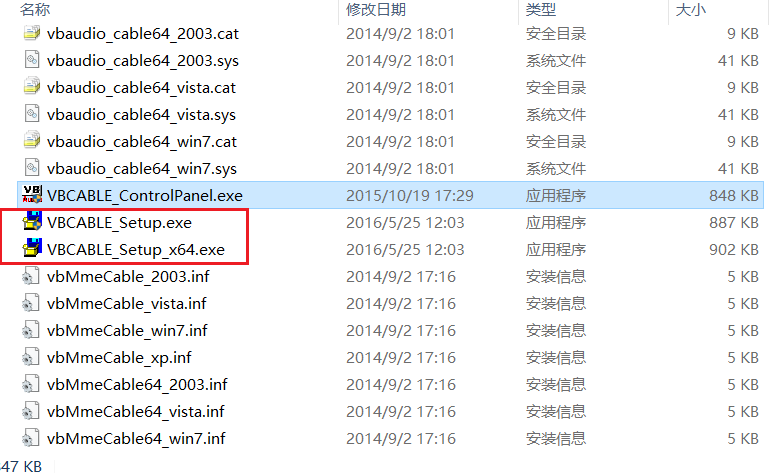 名称 修改日期 类型 大小
vbaudio_cable64_2003.cat 2014/9/2 18:01 安全目录 9 KB
vbaudio_cable64_2003.sys 2014/9/2 18:01 系统文件 41 KB
vbaudio_cable64_vista.cat 2014/9/2 18:01 安全目录 9 KB
vbaudio_cable64_vista.sys 2014/9/2 18:01 系统文件 41 KB
vbaudio_cable64_win7.cat 2014/9/2 18:01 安全目录 9 KB
vbaudio_cable64_win7.sys 2014/9/2 18:01 系统文件 41 KB
VBCABLE_ControlPanel.exe 2015/10/19 17:29 应用程序 848 KB
VBCABLE_Setup.exe 2016/5/25 12:03 应用程序 887 KB
VBCABLE_Setup_x64.exe 2016/5/25 12:03 应用程序 902 KB
vbMmeCable_2003.inf 2014/9/2 17:16 安装信息 5 KB
vbMmeCable_vista.inf 2014/9/2 17:16 安装信息 5 KB
vbMmeCable_win7.inf 2014/9/2 17:16 安装信息 5 KB
vbMmeCable_xp.inf 2014/9/2 17:16 安装信息 5 KB
vbMmeCable64_2003.inf 2014/9/2 17:16 安装信息 5 KB
vbMmeCable64_vista.inf 2014/9/2 17:16 安装信息 5 KB
vbMmeCable64_win7.inf 2014/9/2 17:16 安装信息 5 KB
47 KB